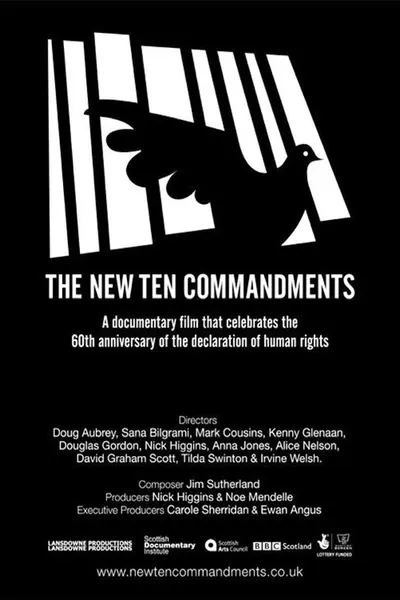 THE NEW TEN COMMANDMENTS
A documentary film that celebrates the
60th anniversary of the declaration of human rights
Directors
Doug Aubrey, Sana Bilgrami, Mark Cousins, Kenny Glenaan,
Douglas Gordon, Nick Higgins, Anna Jones, Alice Nelson,
David Graham Scott, Tilda Swinton & Irvine Welsh.
Composer Jim Sutherland
Producers Nick Higgins & Noe Mendelle
Executive Producers Carole Sherridan & Ewan Angus
LANSDOWNE PRODUCTIONS
LANSDOWNE PRODUCTIONS
Scottish
Documentary
Institute
Scottish
Arts Council
BBC Scotland
LOTTERY FUNDED
www.newtencommandments.co.uk